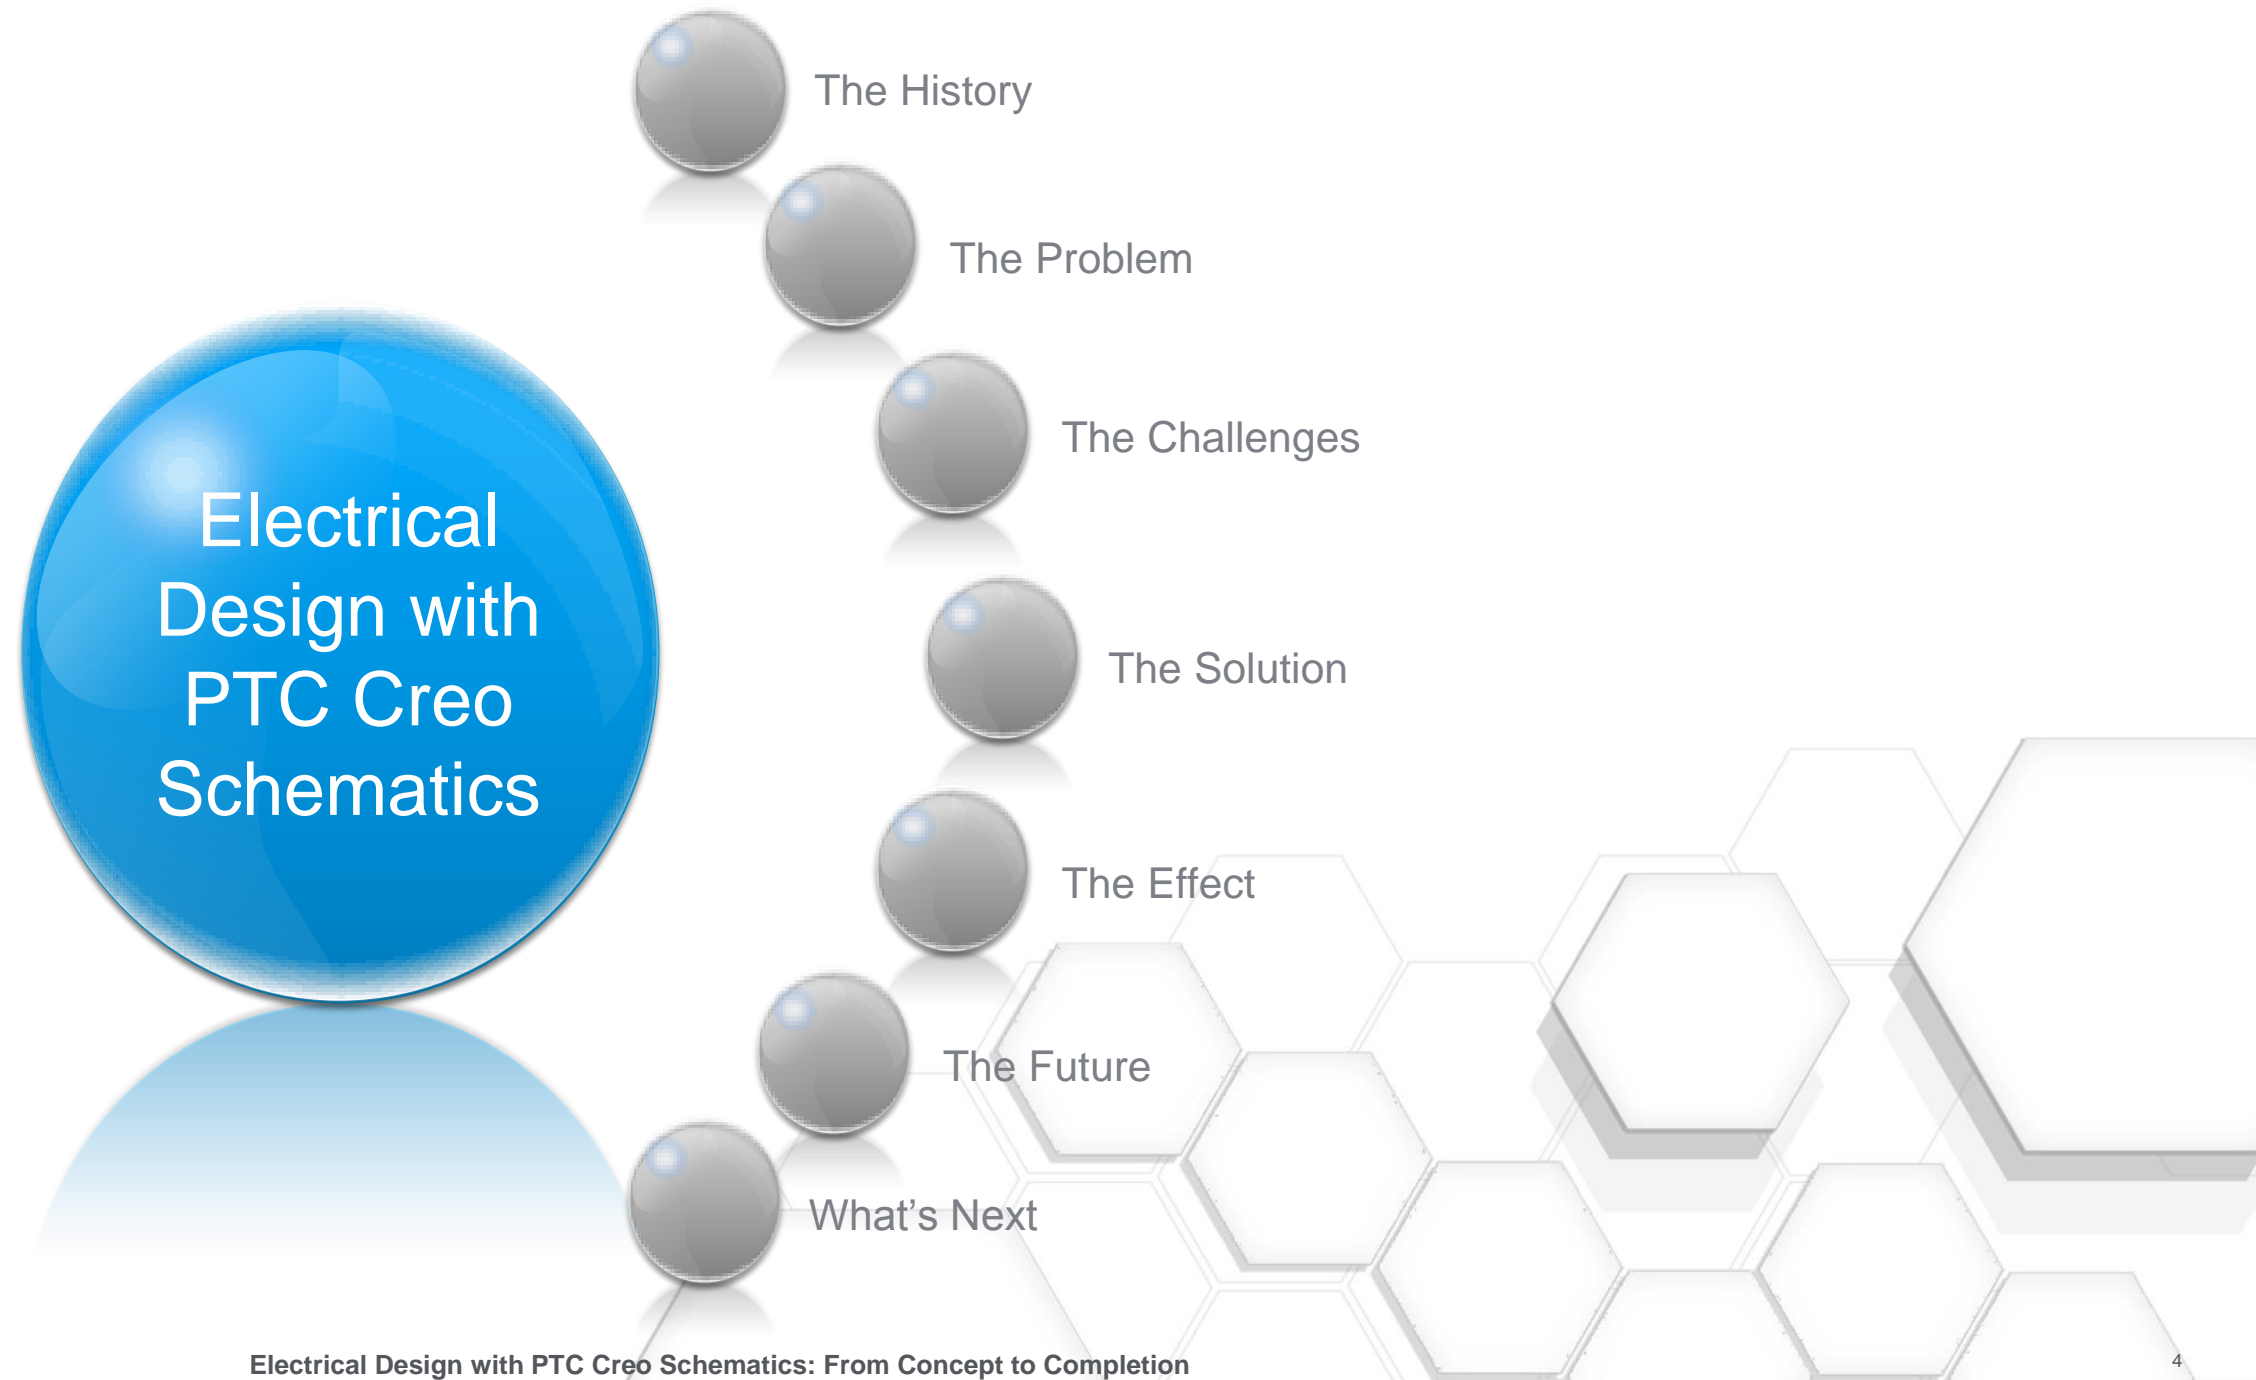 The History
The Problem
The Challenges
Electrical
Design with
PTC Creo
Schematics
The Solution
The Effect
The Future
What’s Next
Electrical Design with PTC Creo Schematics: From Concept to Completion
4